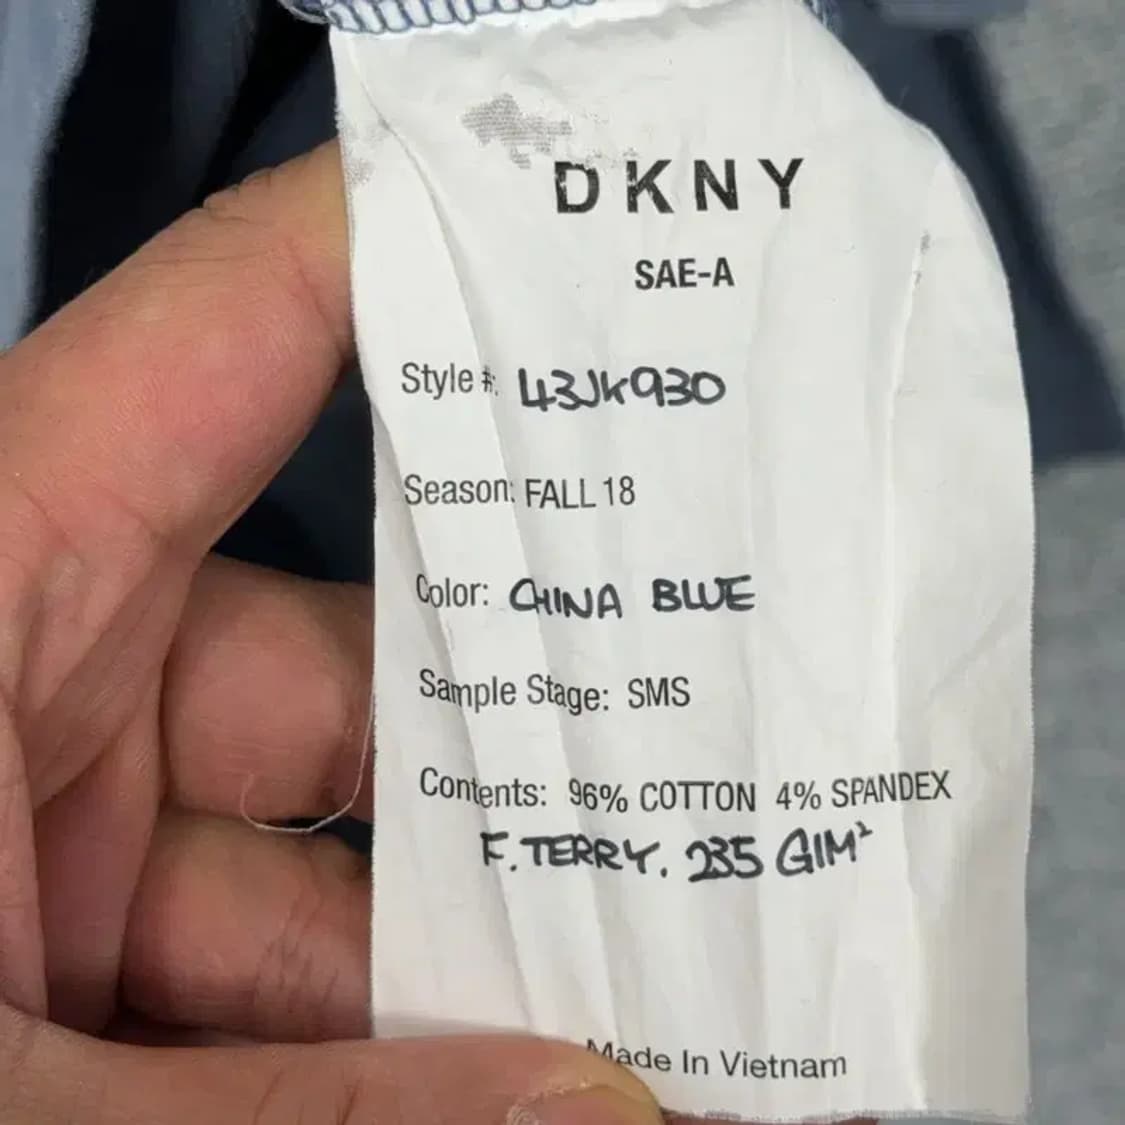 DKNY
SAE-A
Style #: 43JK930
Season: FALL 18
Color: CHINA BLUE
Sample Stage: SMS
Contents: 96% COTTON 4% SPANDEX
F. TERRY. 235 G/M²
Made In Vietnam